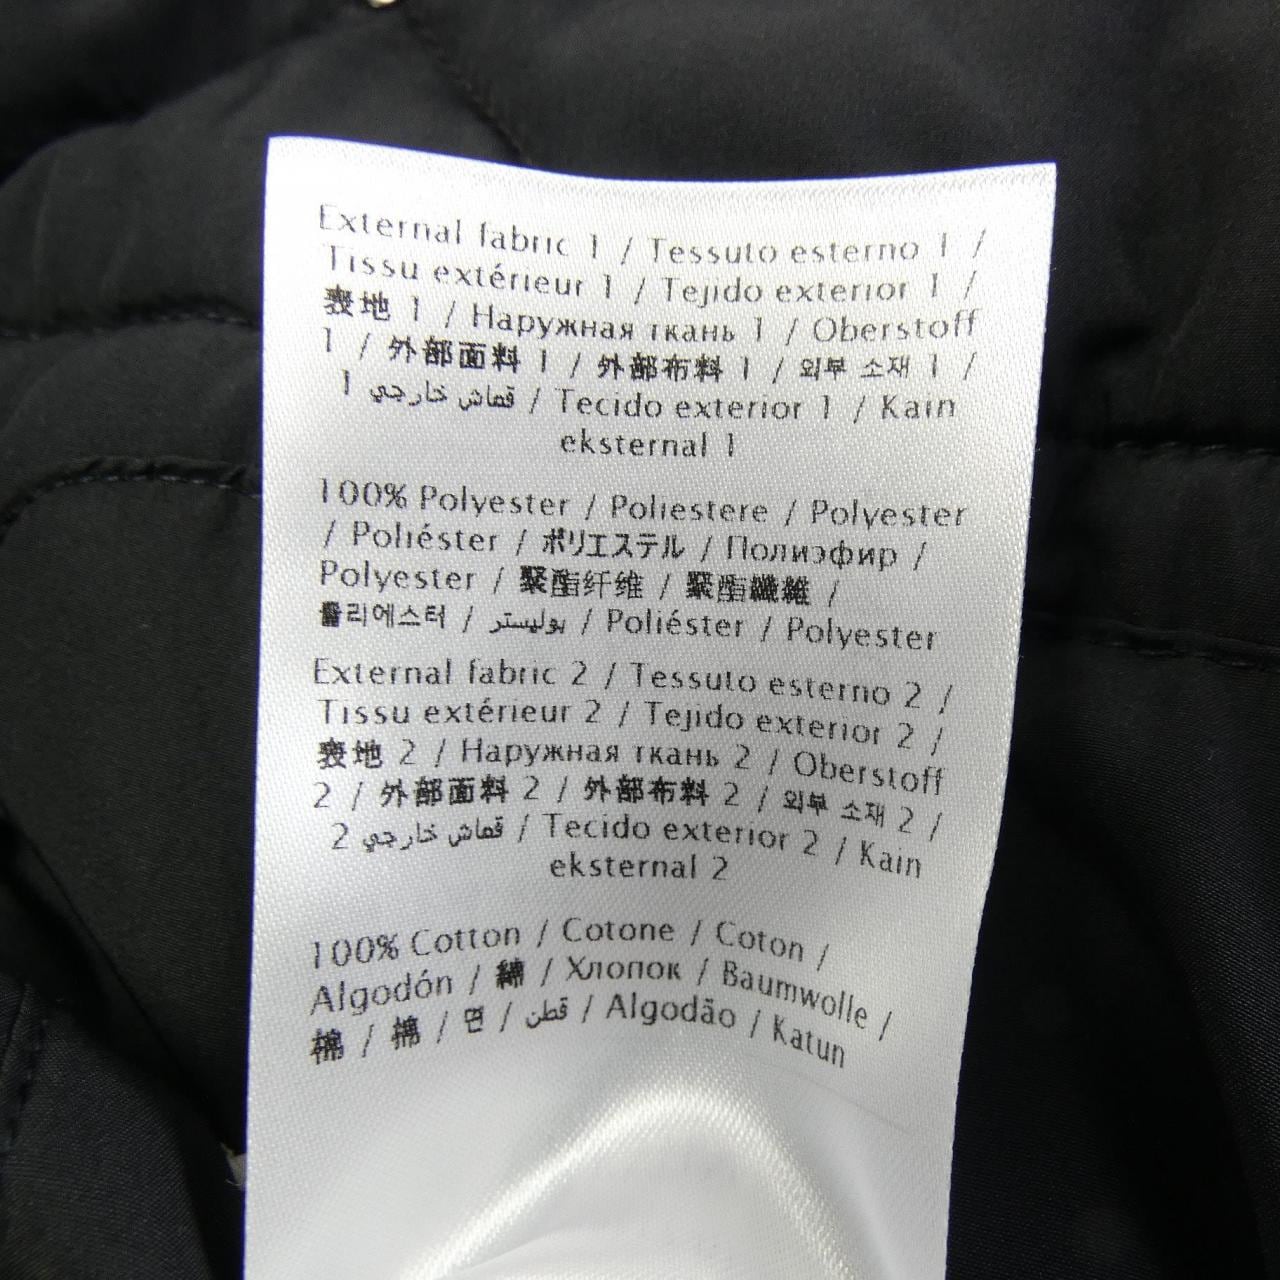 External fabric 1 / Tessuto esterno 1 /
Tissu extérieur 1 / Tejido exterior 1 /
表地 1 / Наружная ткань 1 / Oberstoff
1 / 外部面料 1 / 外部布料 1 / 외부 소재 1 /
قماش خارجي 1 / Tecido exterior 1 / Kain
eksternal 1
100% Polyester / Poliestere / Polyester
/ Poliéster / ポリエステル / Полиэфир /
Polyester / 聚酯纤维 / 聚酯纖維 /
폴리에스터 / بوليستر / Poliéster / Polyester
External fabric 2 / Tessuto esterno 2 /
Tissu extérieur 2 / Tejido exterior 2 /
表地 2 / Наружная ткань 2 / Oberstoff
2 / 外部面料 2 / 外部布料 2 / 외부 소재 2 /
قماش خارجي 2 / Tecido exterior 2 / Kain
eksternal 2
100% Cotton / Cotone / Coton /
Algodón / 綿 / Хлопок / Baumwolle /
棉 / 棉 / 면 / قطن / Algodão / Katun